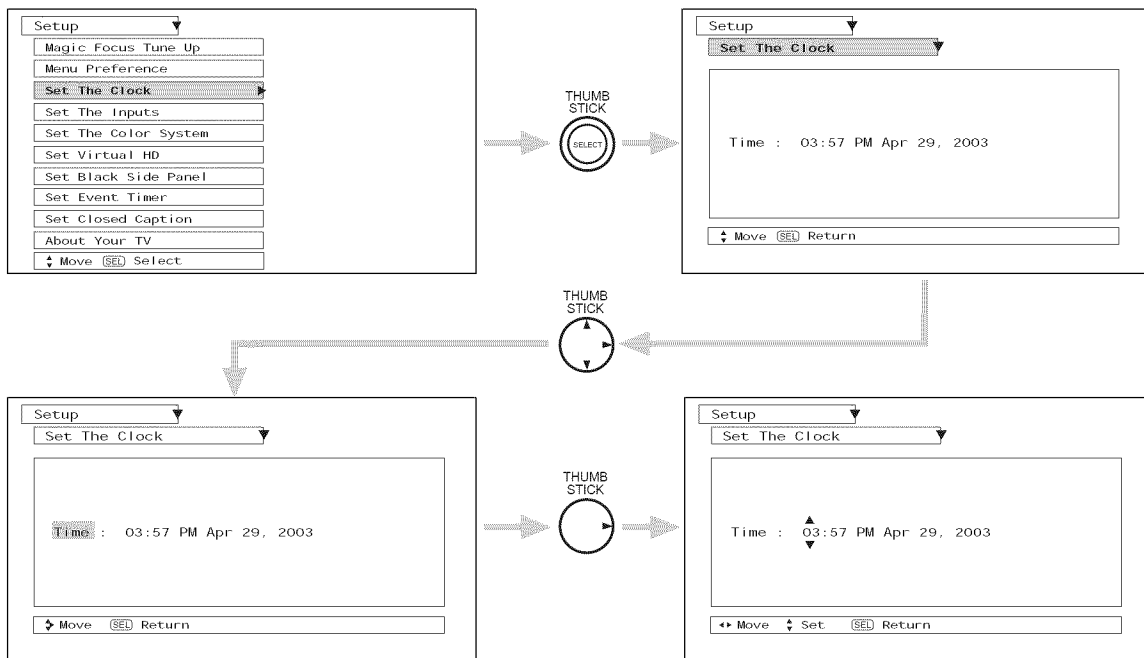 Setup
Magic Focus Tune Up
Menu Preference
Set The Clock
Set The Inputs
Set The Color System
Set Virtual HD
Set Black Side Panel
Set Event Timer
Set Closed Caption
About Your TV
Move SEL Select
THUMB
STICK
SELECT
Setup
Set The Clock
Time : 03:57 PM Apr 29, 2003
Move SEL Return
THUMB
STICK
Setup
Set The Clock
Time : 03:57 PM Apr 29, 2003
Move SEL Return
THUMB
STICK
Setup
Set The Clock
Time : 03:57 PM Apr 29, 2003
Move Set SEL Return